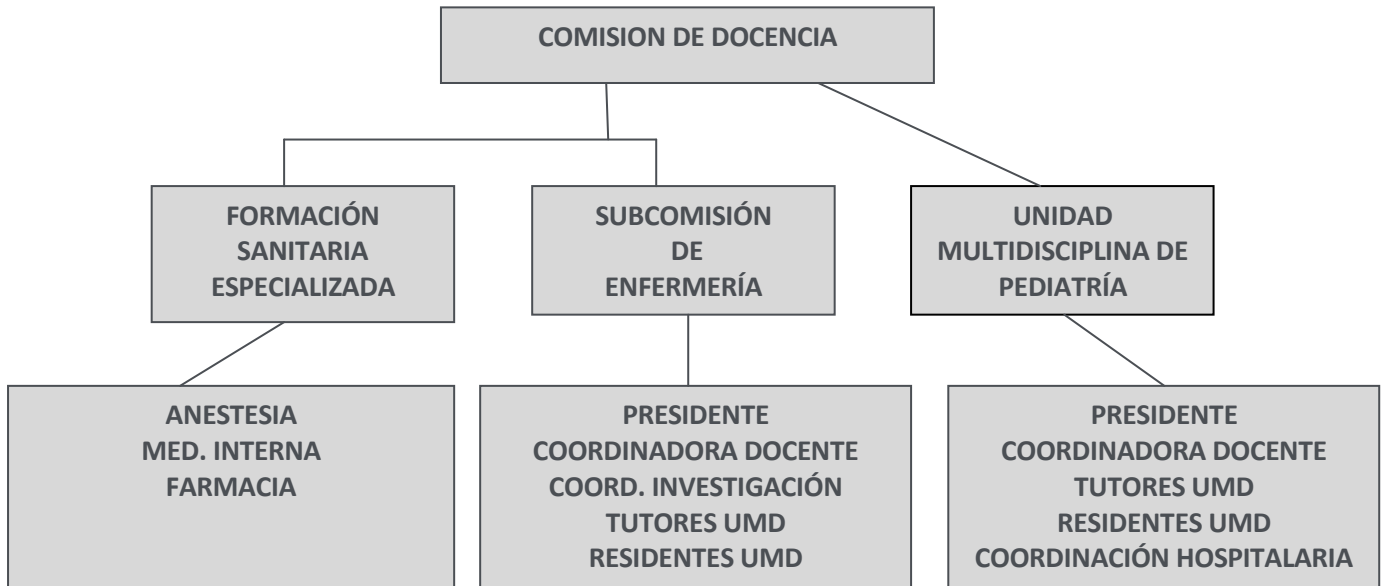 COMISION DE DOCENCIA
FORMACIÓN
SANITARIA
ESPECIALIZADA
SUBCOMISIÓN
DE
ENFERMERÍA
UNIDAD
MULTIDISCIPLINA DE
PEDIATRÍA
ANESTESIA
MED. INTERNA
FARMACIA
PRESIDENTE
COORDINADORA DOCENTE
COORD. INVESTIGACIÓN
TUTORES UMD
RESIDENTES UMD
PRESIDENTE
COORDINADORA DOCENTE
TUTORES UMD
RESIDENTES UMD
COORDINACIÓN HOSPITALARIA